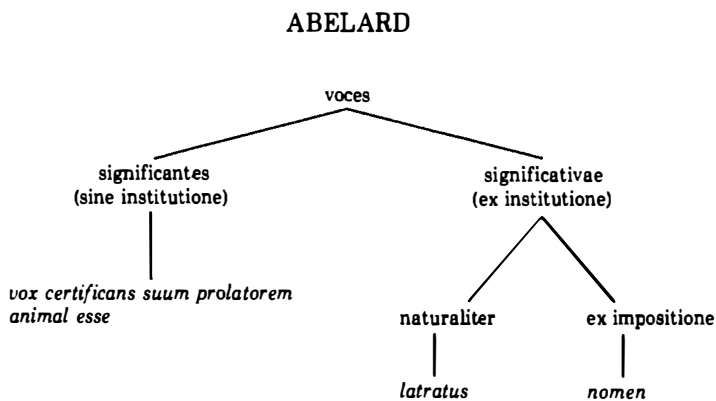 ABELARD
voces
significantes
(sine institutione)
significativae
(ex institutione)
vox certificans suum prolatorem
animal esse
naturaliter
ex impositione
latratus
nomen